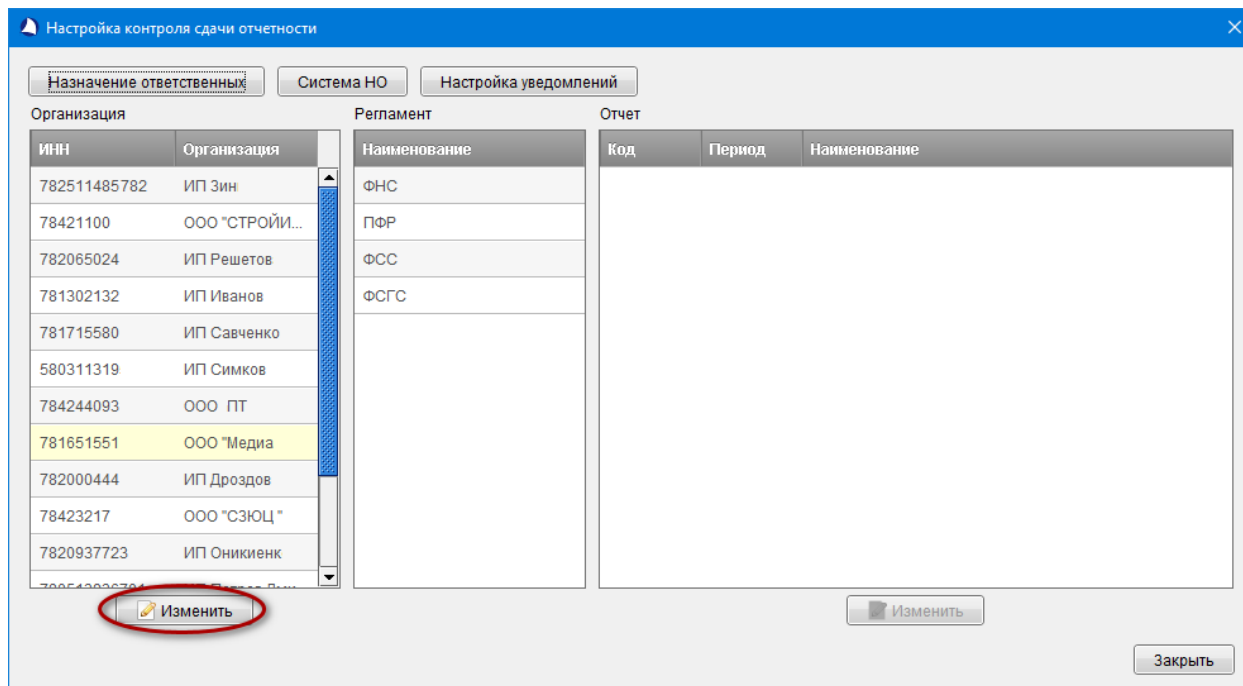 Настройка контроля сдачи отчетности
Назначение ответственных Система НО Настройка уведомлений
Организация Регламент Отчет
ИНН Организация Наименование Код Период Наименование
782511485782 ИП Зин ФНС
78421100 ООО "СТРОЙИ... ПФР
782065024 ИП Решетов ФСС
781302132 ИП Иванов ФСГС
781715580 ИП Савченко
580311319 ИП Симков
784244093 ООО ПТ
781651551 ООО "Медиа
782000444 ИП Дроздов
78423217 ООО "СЗЮЦ "
7820937723 ИП Оникиенк
Изменить Изменить
Закрыть